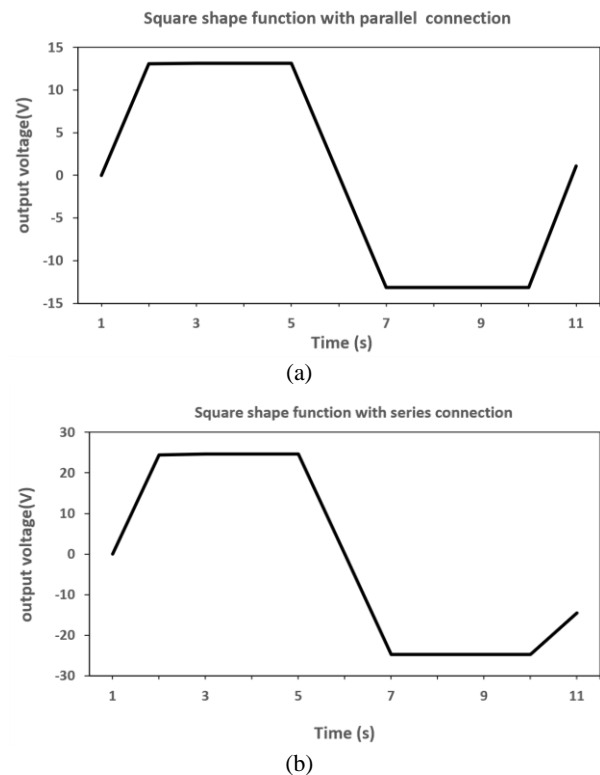 Square shape function with parallel connection
15
10
5
0
-5
-10
-15
output voltage(V)
1 3 5 7 9 11
Time (s)
(a)
Square shape function with series connection
30
20
10
0
-10
-20
-30
output voltage(V)
1 3 5 7 9 11
Time (s)
(b)